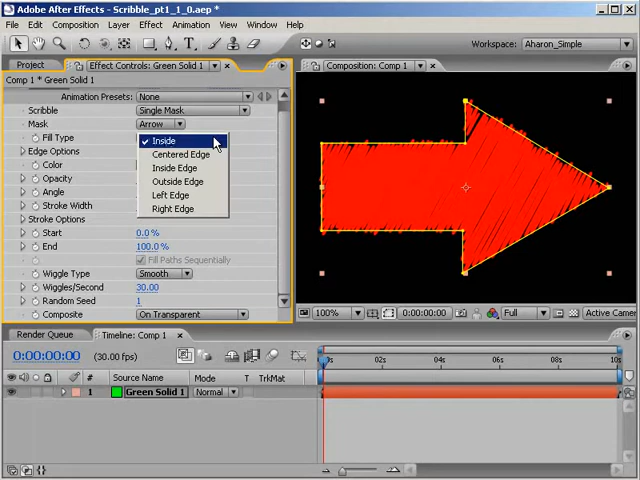 Adobe After Effects - Scribble_pt1_1_0.aep *
File Edit Composition Layer Effect Animation View Window Help
Workspace: Aharon_Simple
Project Effect Controls: Green Solid 1 Composition: Comp 1
Comp 1 * Green Solid 1
Animation Presets: None
Scribble Single Mask
Mask Arrow
Fill Type
Inside
Edge Options
Centered Edge
Color
Inside Edge
Opacity
Outside Edge
Angle
Left Edge
Stroke Width
Right Edge
Stroke Options
Start 0.0 %
End 100.0 %
Fill Paths Sequentially
Wiggle Type Smooth
Wiggles/Second 30.00
Random Seed 1
Composite On Transparent
100% 0:00:00:00 Full Active Camer
Render Queue Timeline: Comp 1
0:00:00:00 (30.00 fps)
02s 04s 06s 08s 10s
# Source Name Mode T TrkMat
1 Green Solid 1 Normal